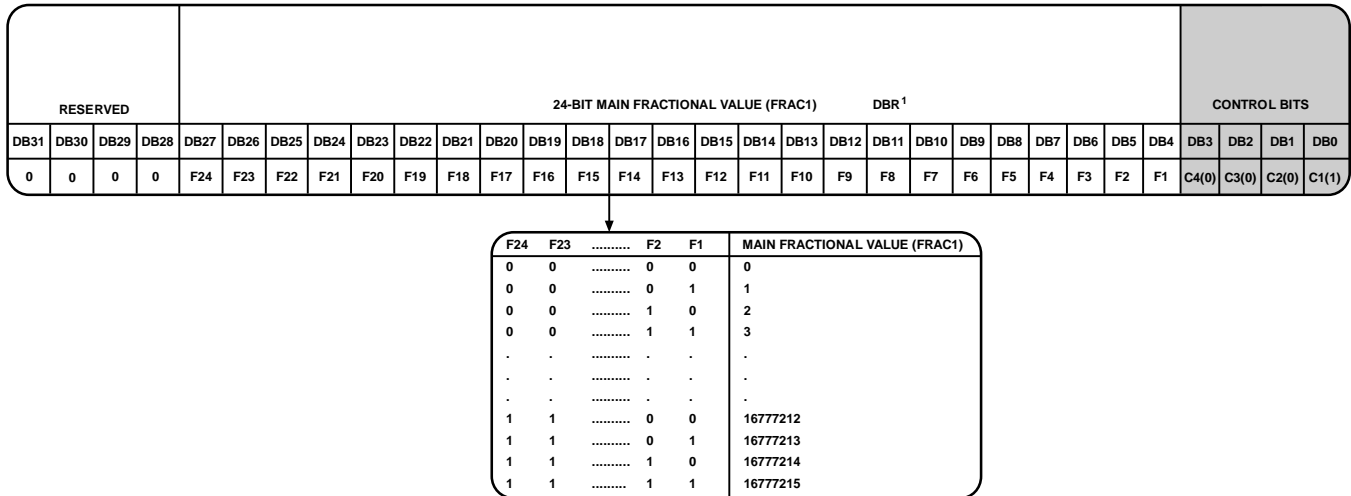 RESERVED 24-BIT MAIN FRACTIONAL VALUE (FRAC1) DBR1 CONTROL BITS
DB31 DB30 DB29 DB28 DB27 DB26 DB25 DB24 DB23 DB22 DB21 DB20 DB19 DB18 DB17 DB16 DB15 DB14 DB13 DB12 DB11 DB10 DB9 DB8 DB7 DB6 DB5 DB4 DB3 DB2 DB1 DB0
0 0 0 0 F24 F23 F22 F21 F20 F19 F18 F17 F16 F15 F14 F13 F12 F11 F10 F9 F8 F7 F6 F5 F4 F3 F2 F1 C4(0) C3(0) C2(0) C1(1)
F24 F23 .......... F2 F1 MAIN FRACTIONAL VALUE (FRAC1)
0 0 .......... 0 0 0
0 0 .......... 0 1 1
0 0 .......... 1 0 2
0 0 .......... 1 1 3
. . .......... . . .
. . .......... . . .
. . .......... . . .
1 1 .......... 0 0 16777212
1 1 .......... 0 1 16777213
1 1 .......... 1 0 16777214
1 1 ......... 1 1 16777215